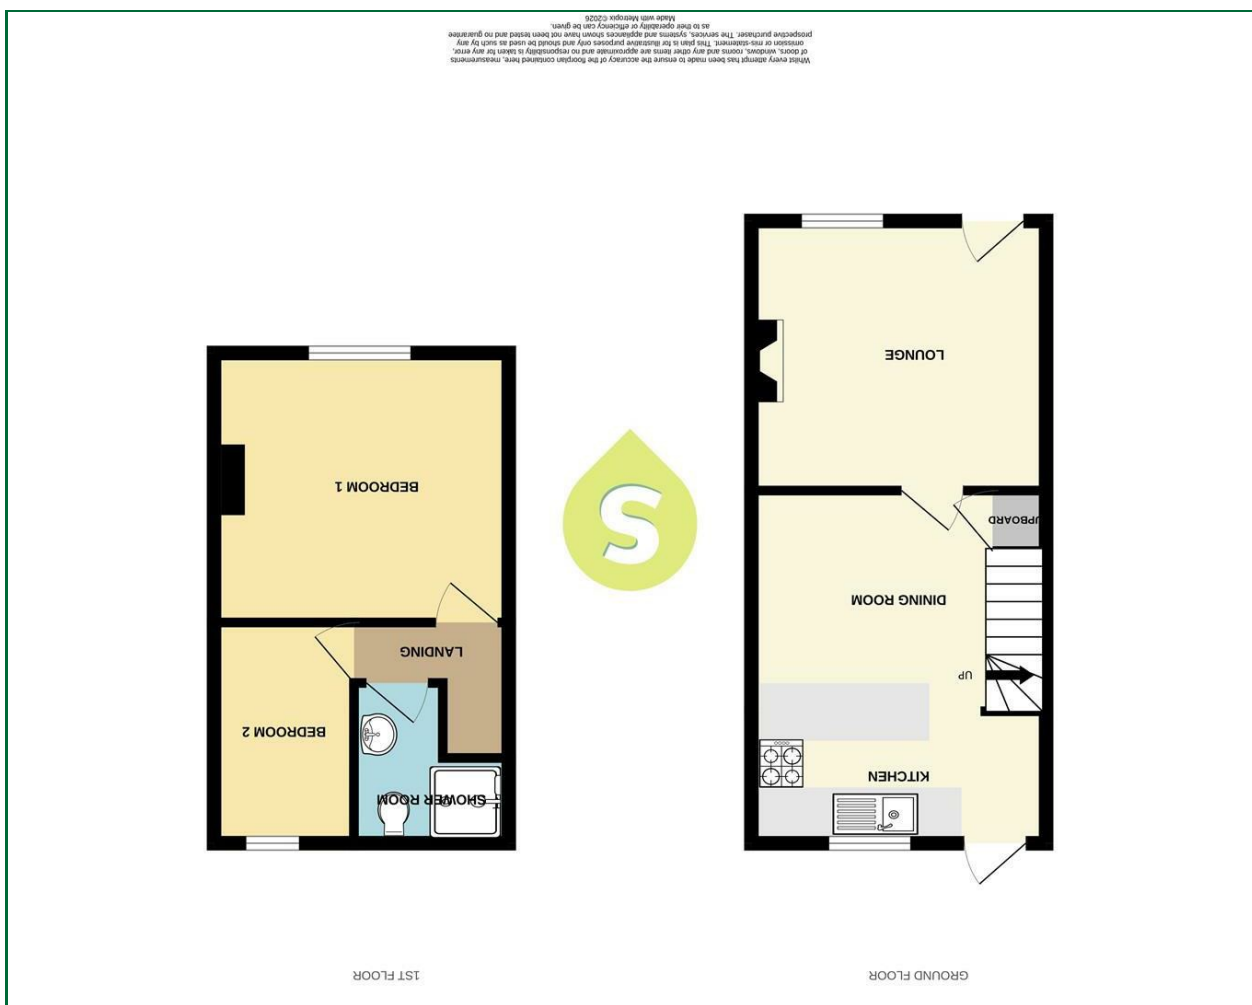 GROUND FLOOR
1ST FLOOR
KITCHEN
UP
DINING ROOM
UPBOARD
LOUNGE
SHOWER ROOM
BEDROOM 2
LANDING
BEDROOM 1
S
Whilst every attempt has been made to ensure the accuracy of the floorplan contained here, measurements
of doors, windows, rooms and any other items are approximate and no responsibility is taken for any error,
omission or mis-statement. This plan is for illustrative purposes only and should be used as such by any
prospective purchaser. The services, systems and appliances shown have not been tested and no guarantee
as to their operability or efficiency can be given.
Made with Metropix ©2026